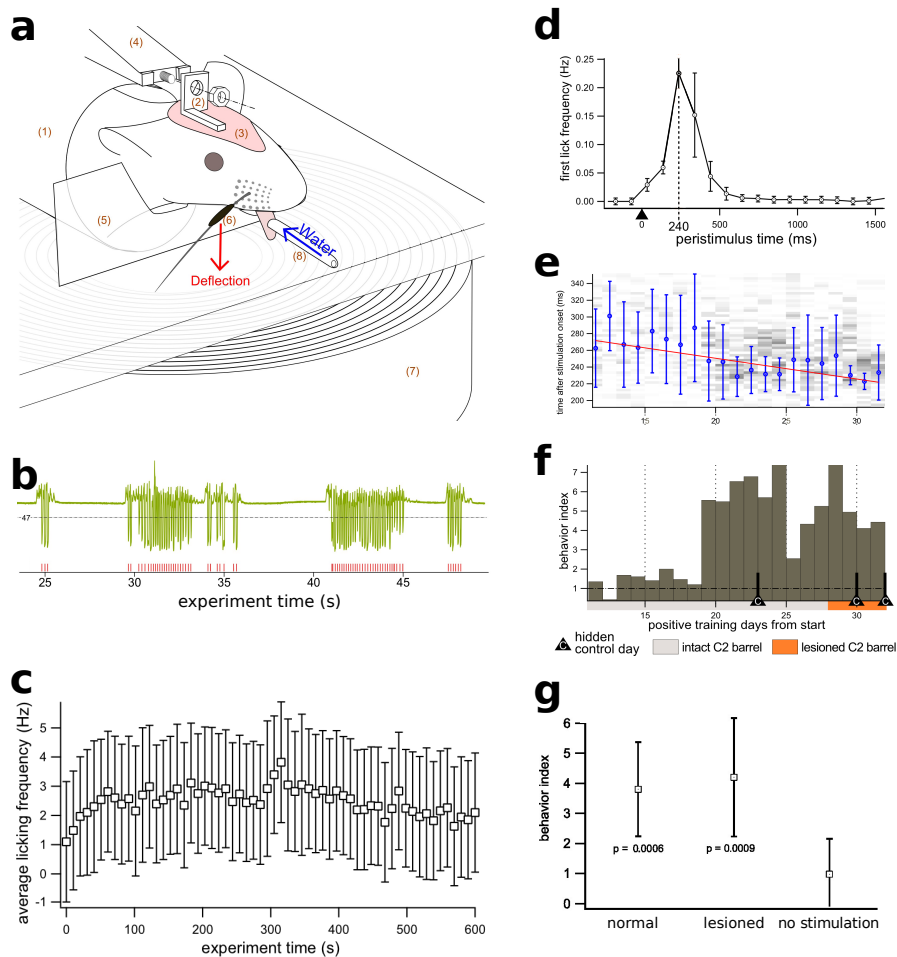 a
(4)
(2)
(1)
(3)
(5)
(6)
Water
(8)
Deflection
(7)
b
47
25 30 35 40 45
experiment time (s)
c
average licking frequency (Hz)
5
4
3
2
1
0
-1
0 100 200 300 400 500 600
experiment time (s)
d
first lick frequency (Hz)
0.25
0.20
0.15
0.10
0.05
0.00
0 240 500 1000 1500
peristimulus time (ms)
e
time after stimulation onset (ms)
340
320
300
280
260
240
220
200
15 20 25 30
f
behavior index
7
6
5
4
3
2
1
C C C
15 20 25 30
positive training days from start
C hidden control day
intact C2 barrel
lesioned C2 barrel
g
behavior index
6
5
4
3
2
1
0
p = 0.0006 p = 0.0009
normal lesioned no stimulation